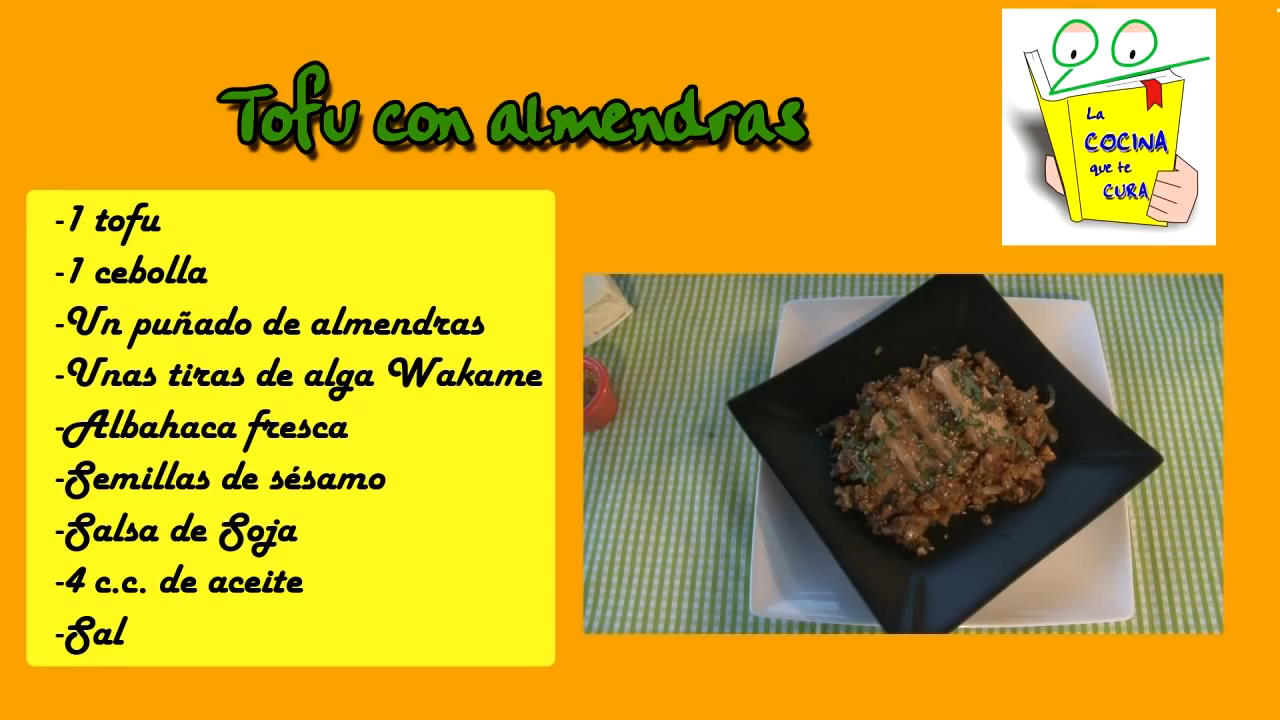 Tofu con almendras
La
COCINA
que te
CURA
-1 tofu
-1 cebolla
-Un puñado de almendras
-Unas tiras de alga Wakame
-Albahaca fresca
-Semillas de sésamo
-Salsa de Soja
-4 c.c. de aceite
-Sal